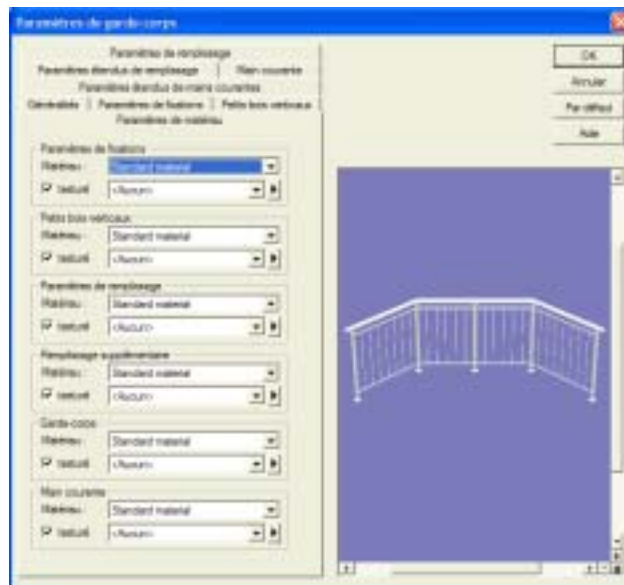 Paramètres de garde-corps
Paramètres de remplissage
Paramètres étendus de remplissage Main courante
Paramètres étendus de mains courantes
Généralités Paramètres de fixations Petits bois verticaux
Paramètres de matériau
OK
Annuler
Par défaut
Aide
Paramètres de fixations
Matériau : Standard material
texturé <Aucun>
Petits bois verticaux
Matériau : Standard material
texturé <Aucun>
Paramètres de remplissage
Matériau : Standard material
texturé <Aucun>
Remplissage supplémentaire
Matériau : Standard material
texturé <Aucun>
Garde-corps
Matériau : Standard material
texturé <Aucun>
Main courante
Matériau : Standard material
texturé <Aucun>